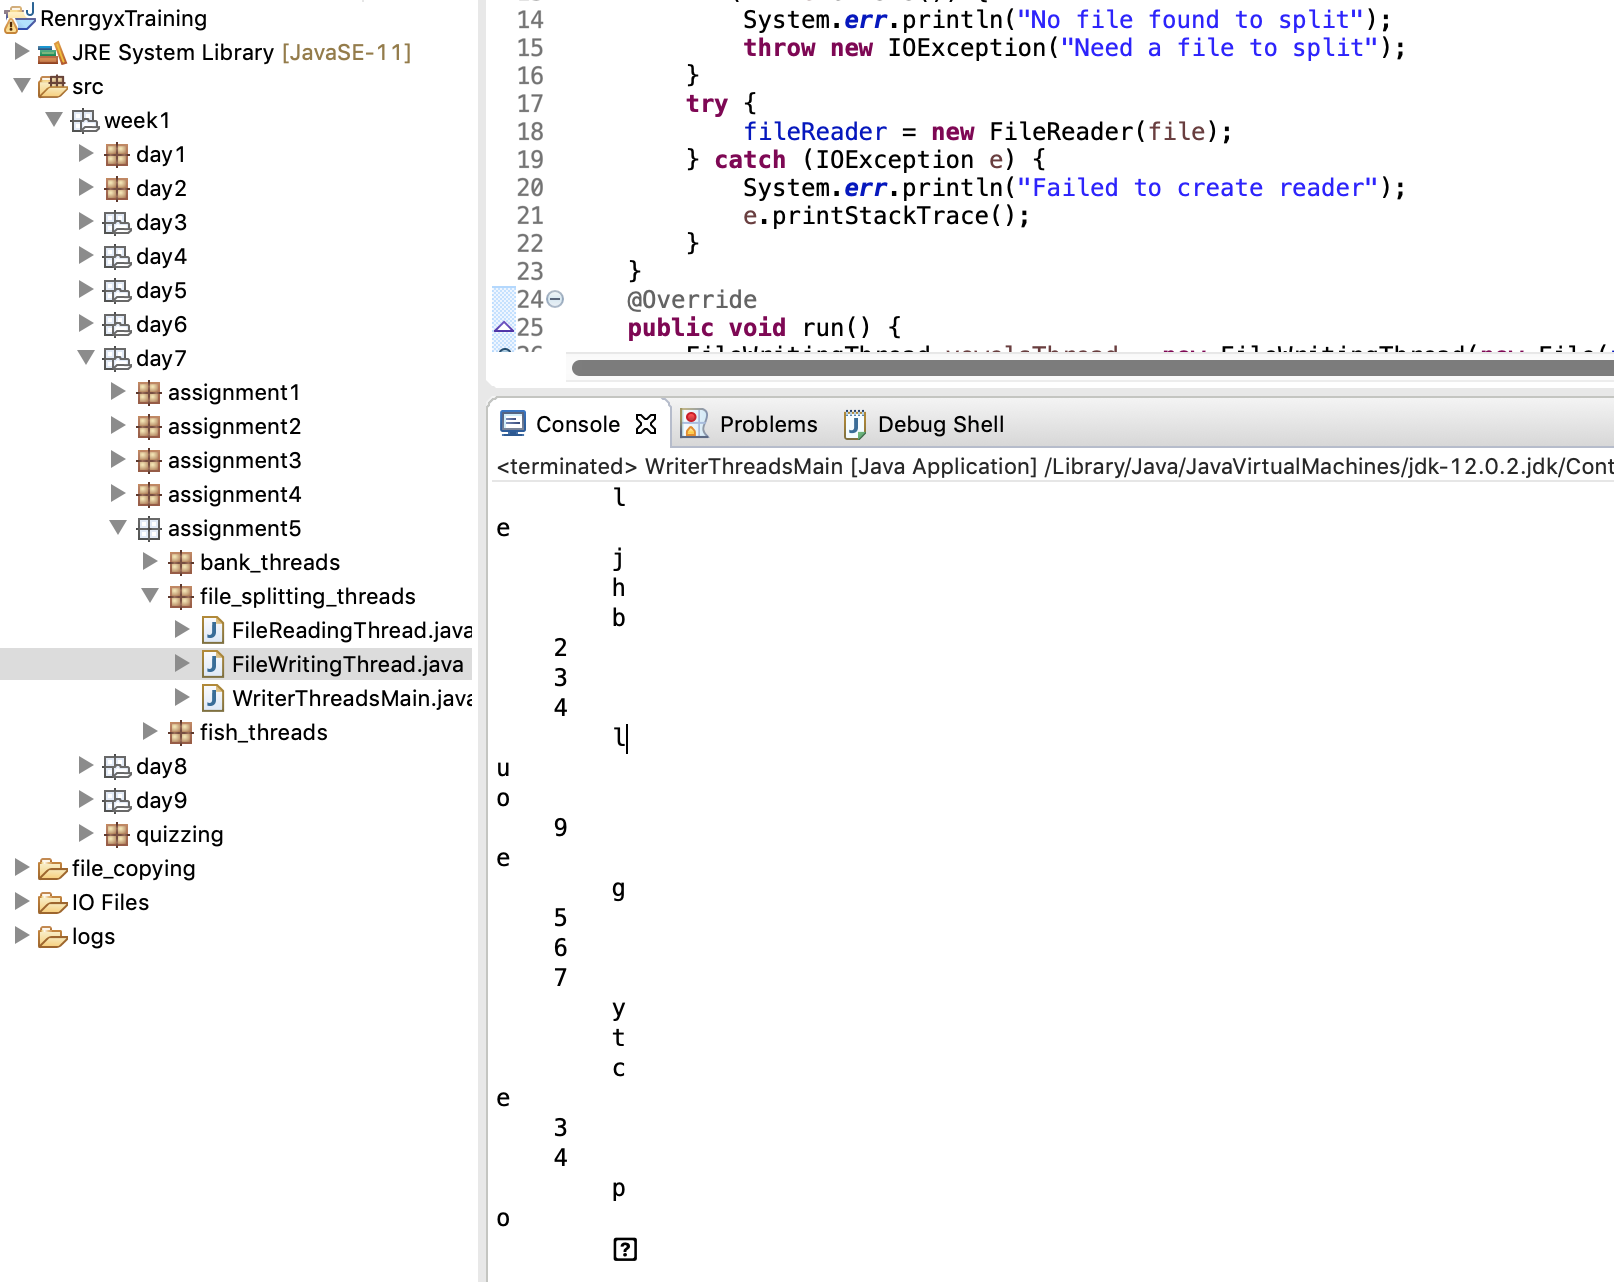 RenrgyxTraining
JRE System Library [JavaSE-11]
src
week1
day1
day2
day3
day4
day5
day6
day7
assignment1
assignment2
assignment3
assignment4
assignment5
bank_threads
file_splitting_threads
FileReadingThread.java
FileWritingThread.java
WriterThreadsMain.java
fish_threads
day8
day9
quizzing
file_copying
IO Files
logs
14 System.err.println("No file found to split");
15 throw new IOException("Need a file to split");
16 }
17 try {
18 fileReader = new FileReader(file);
19 } catch (IOException e) {
20 System.err.println("Failed to create reader");
21 e.printStackTrace();
22 }
23 }
24 @Override
25 public void run() {
Console Problems Debug Shell
<terminated> WriterThreadsMain [Java Application] /Library/Java/JavaVirtualMachines/jdk-12.0.2.jdk/Cont
l
e
j
h
b
2
3
4
l
u
o
9
e
g
5
6
7
y
t
c
e
3
4
p
o